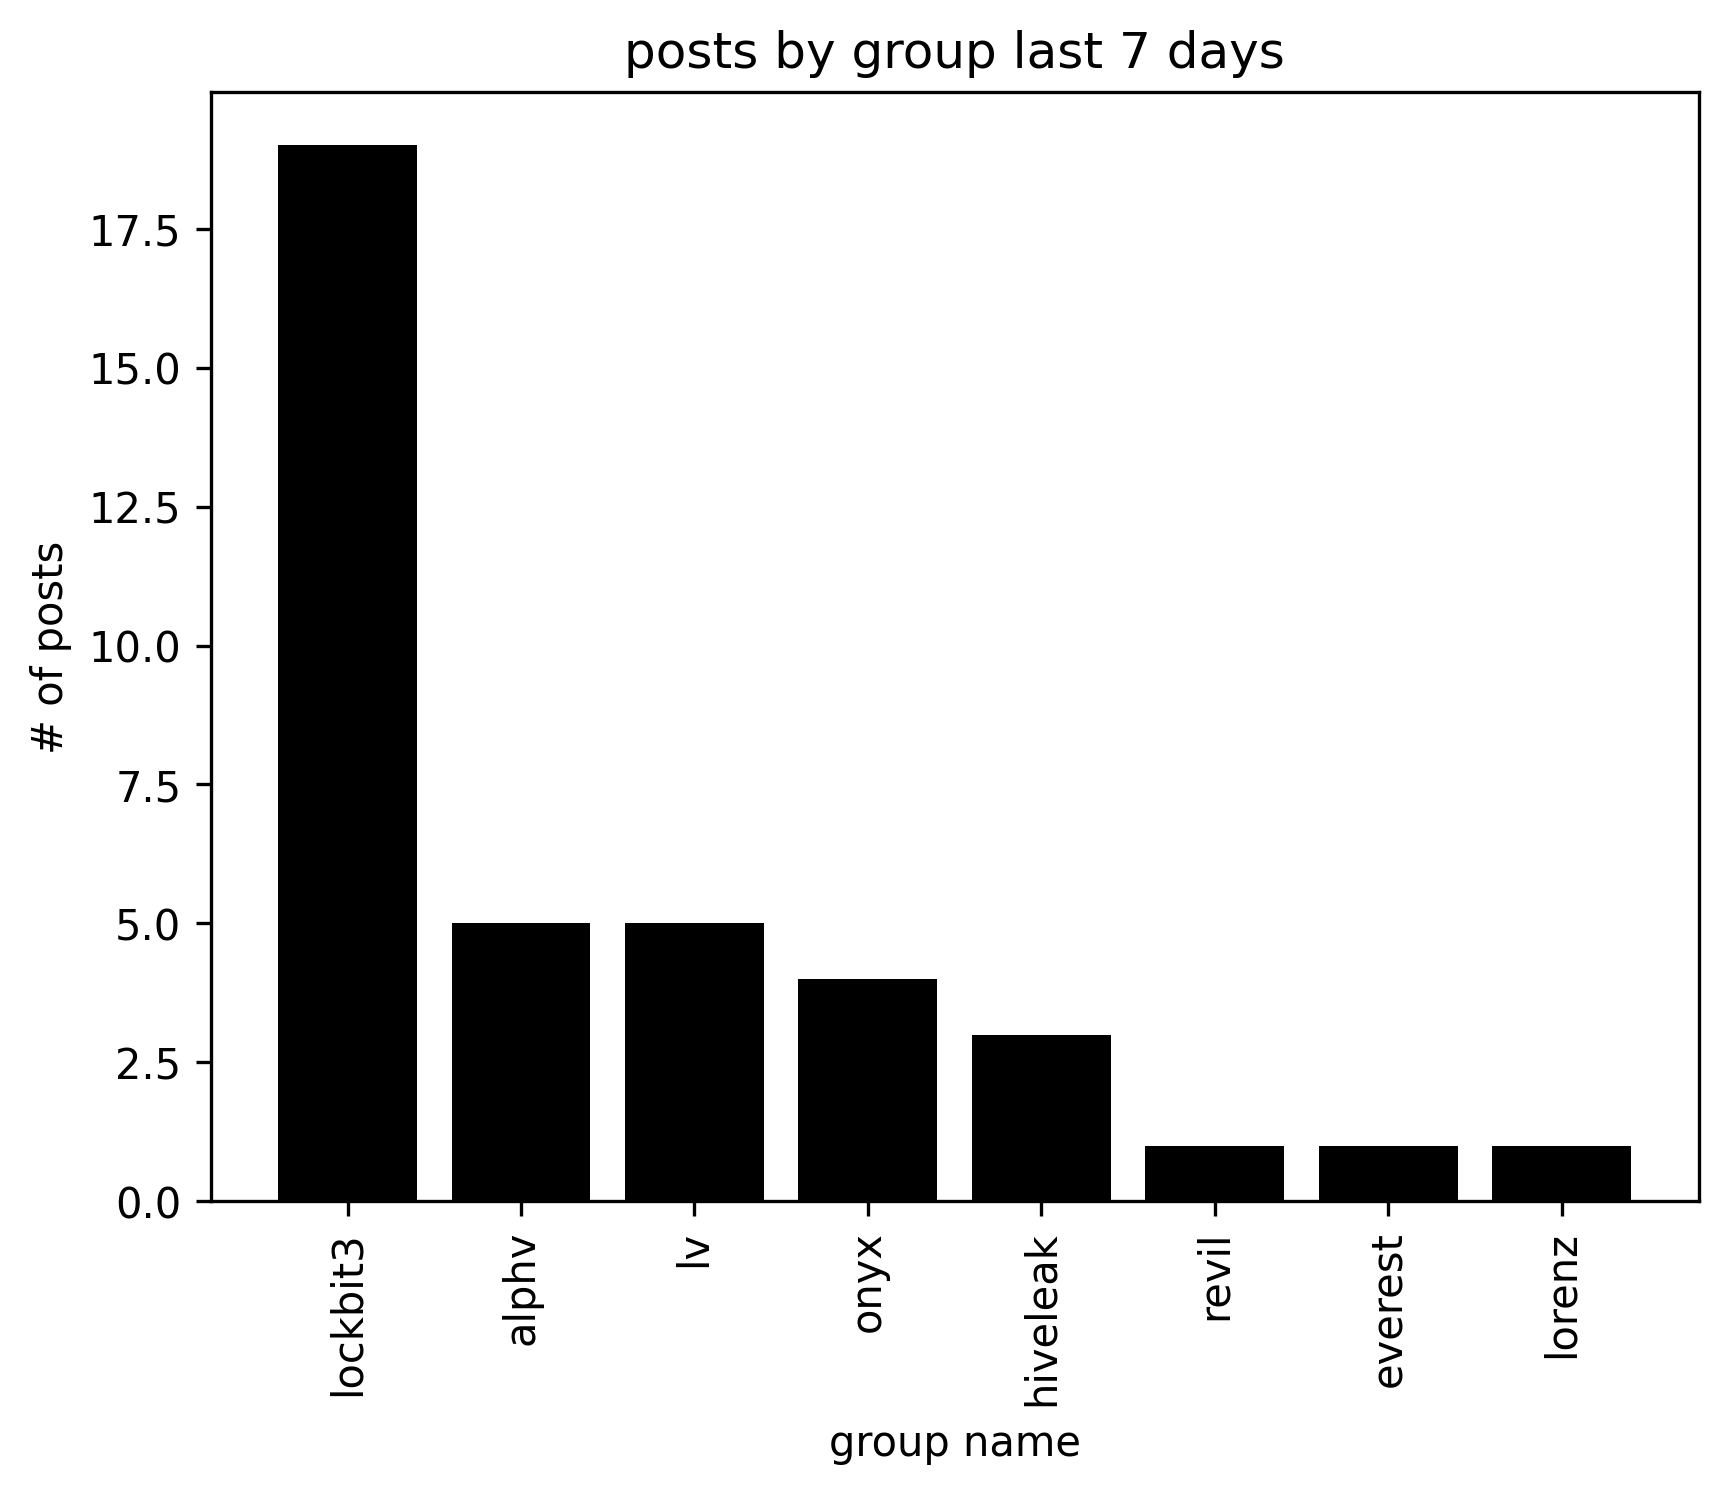 posts by group last 7 days
# of posts
17.5
15.0
12.5
10.0
7.5
5.0
2.5
0.0
lockbit3
alphv
lv
onyx
hiveleak
revil
everest
lorenz
group name